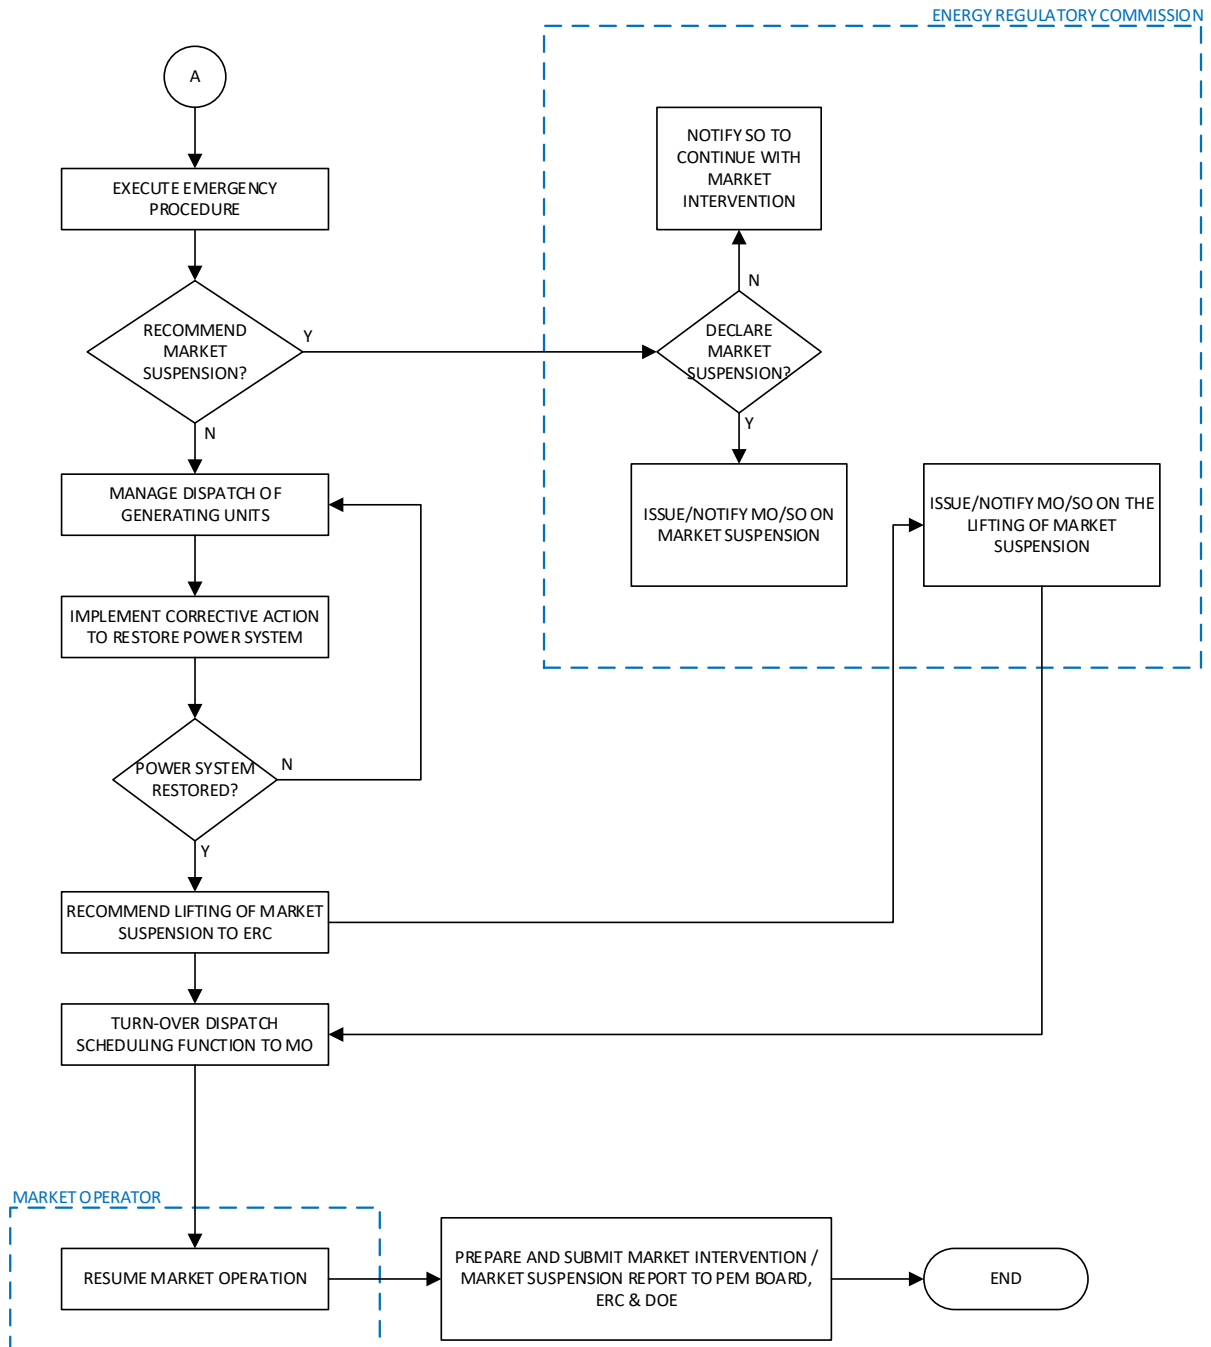 ENERGY REGULATORY COMMISSION
A
NOTIFY SO TO
CONTINUE WITH
MARKET
INTERVENTION
EXECUTE EMERGENCY
PROCEDURE
N
RECOMMEND
MARKET
SUSPENSION?
Y
DECLARE
MARKET
SUSPENSION?
N
Y
MANAGE DISPATCH OF
GENERATING UNITS
ISSUE/NOTIFY MO/SO ON
MARKET SUSPENSION
ISSUE/NOTIFY MO/SO ON THE
LIFTING OF MARKET
SUSPENSION
IMPLEMENT CORRECTIVE ACTION
TO RESTORE POWER SYSTEM
POWER SYSTEM
RESTORED?
N
Y
RECOMMEND LIFTING OF MARKET
SUSPENSION TO ERC
TURN-OVER DISPATCH
SCHEDULING FUNCTION TO MO
MARKET OPERATOR
RESUME MARKET OPERATION
PREPARE AND SUBMIT MARKET INTERVENTION /
MARKET SUSPENSION REPORT TO PEM BOARD,
ERC & DOE
END